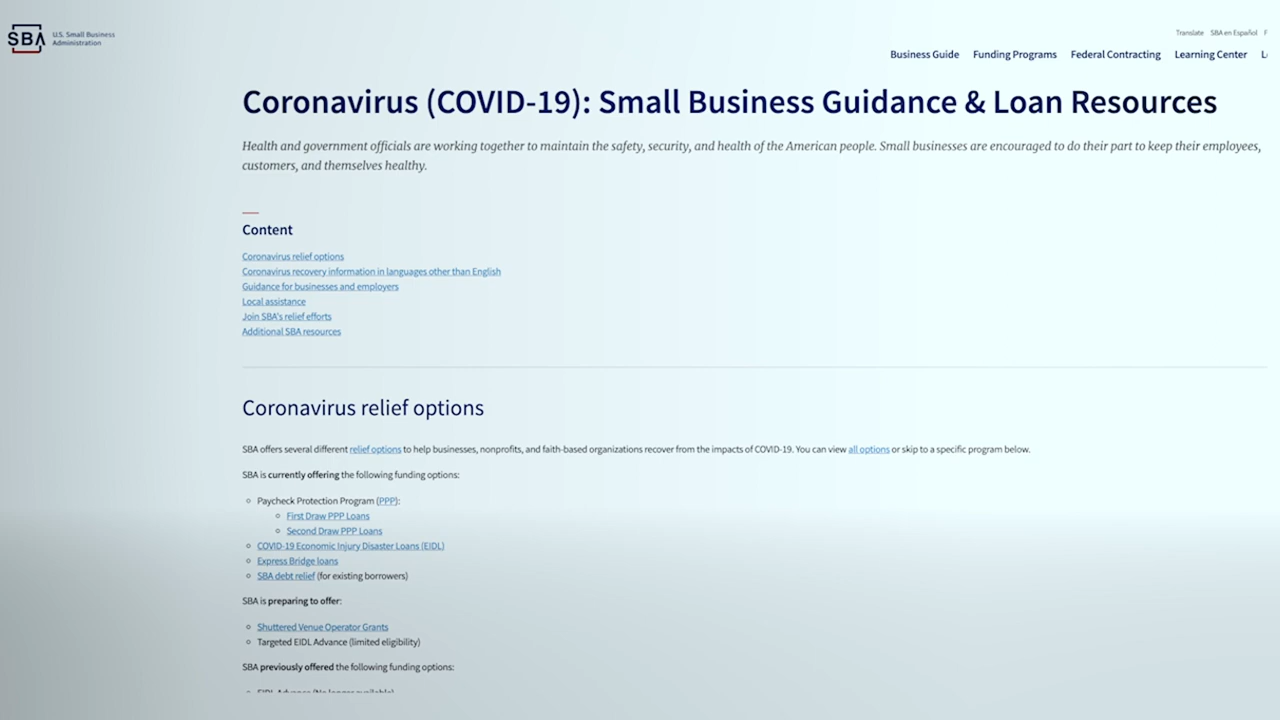 SBA U.S. Small Business
Administration
Translate SBA en Español F
Business Guide Funding Programs Federal Contracting Learning Center L
Coronavirus (COVID-19): Small Business Guidance & Loan Resources
Health and government officials are working together to maintain the safety, security, and health of the American people. Small businesses are encouraged to do their part to keep their employees,
customers, and themselves healthy.
Content
Coronavirus relief options
Coronavirus recovery information in languages other than English
Guidance for businesses and employers
Local assistance
Join SBA's relief efforts
Additional SBA resources
Coronavirus relief options
SBA offers several different relief options to help businesses, nonprofits, and faith-based organizations recover from the impacts of COVID-19. You can view all options or skip to a specific program below.
SBA is currently offering the following funding options:
Paycheck Protection Program (PPP):
First Draw PPP Loans
Second Draw PPP Loans
COVID-19 Economic Injury Disaster Loans (EIDL)
Express Bridge loans
SBA debt relief (for existing borrowers)
SBA is preparing to offer:
Shuttered Venue Operator Grants
Targeted EIDL Advance (limited eligibility)
SBA previously offered the following funding options:
EIDL Advance (No longer available)